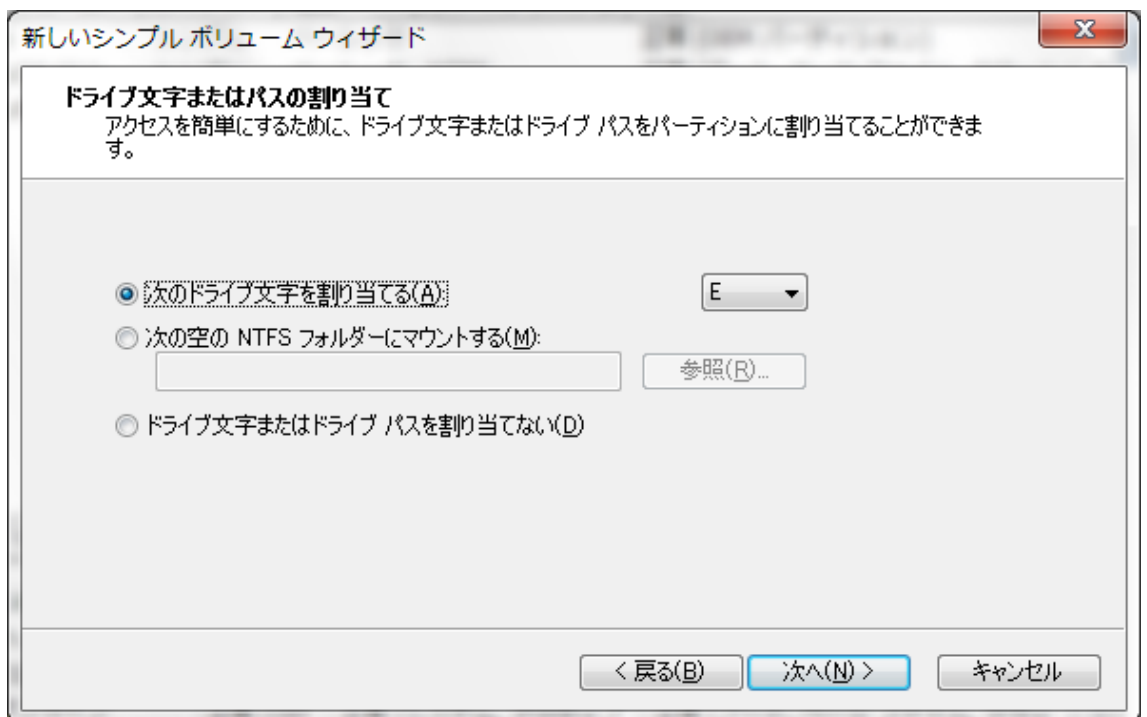 新しいシンプル ボリューム ウィザード
ドライブ文字またはパスの割り当て
アクセスを簡単にするために、ドライブ文字またはドライブ パスをパーティションに割り当てることができま
す。
次のドライブ文字を割り当てる(A): E
次の空の NTFS フォルダーにマウントする(M):
参照(R)...
ドライブ文字またはドライブ パスを割り当てない(D)
< 戻る(B) 次へ(N) > キャンセル